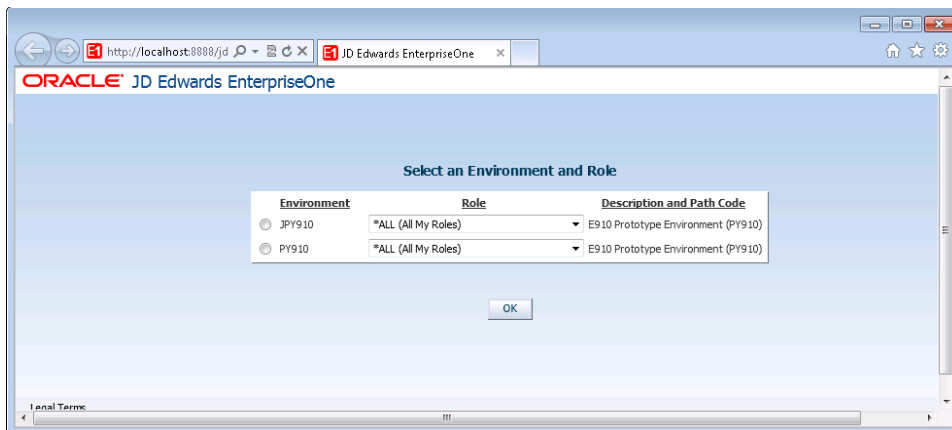 http://localhost:8888/jd
JD Edwards EnterpriseOne
ORACLE JD Edwards EnterpriseOne
Select an Environment and Role
Environment Role Description and Path Code
JPY910 *ALL (All My Roles) E910 Prototype Environment (PY910)
PY910 *ALL (All My Roles) E910 Prototype Environment (PY910)
OK
Legal Terms